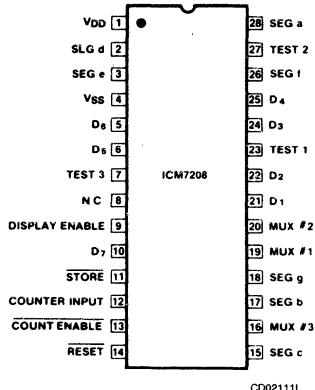 VDD 1
SLG d 2
SEG e 3
VSS 4
D6 5
D5 6
TEST 3 7
N C 8
DISPLAY ENABLE 9
D7 10
STORE 11
COUNTER INPUT 12
COUNT ENABLE 13
RESET 14
ICM7208
28 SEG a
27 TEST 2
26 SEG f
25 D4
24 D3
23 TEST 1
22 D2
21 D1
20 MUX #2
19 MUX #1
18 SEG g
17 SEG b
16 MUX #3
15 SEG c
CD02111I